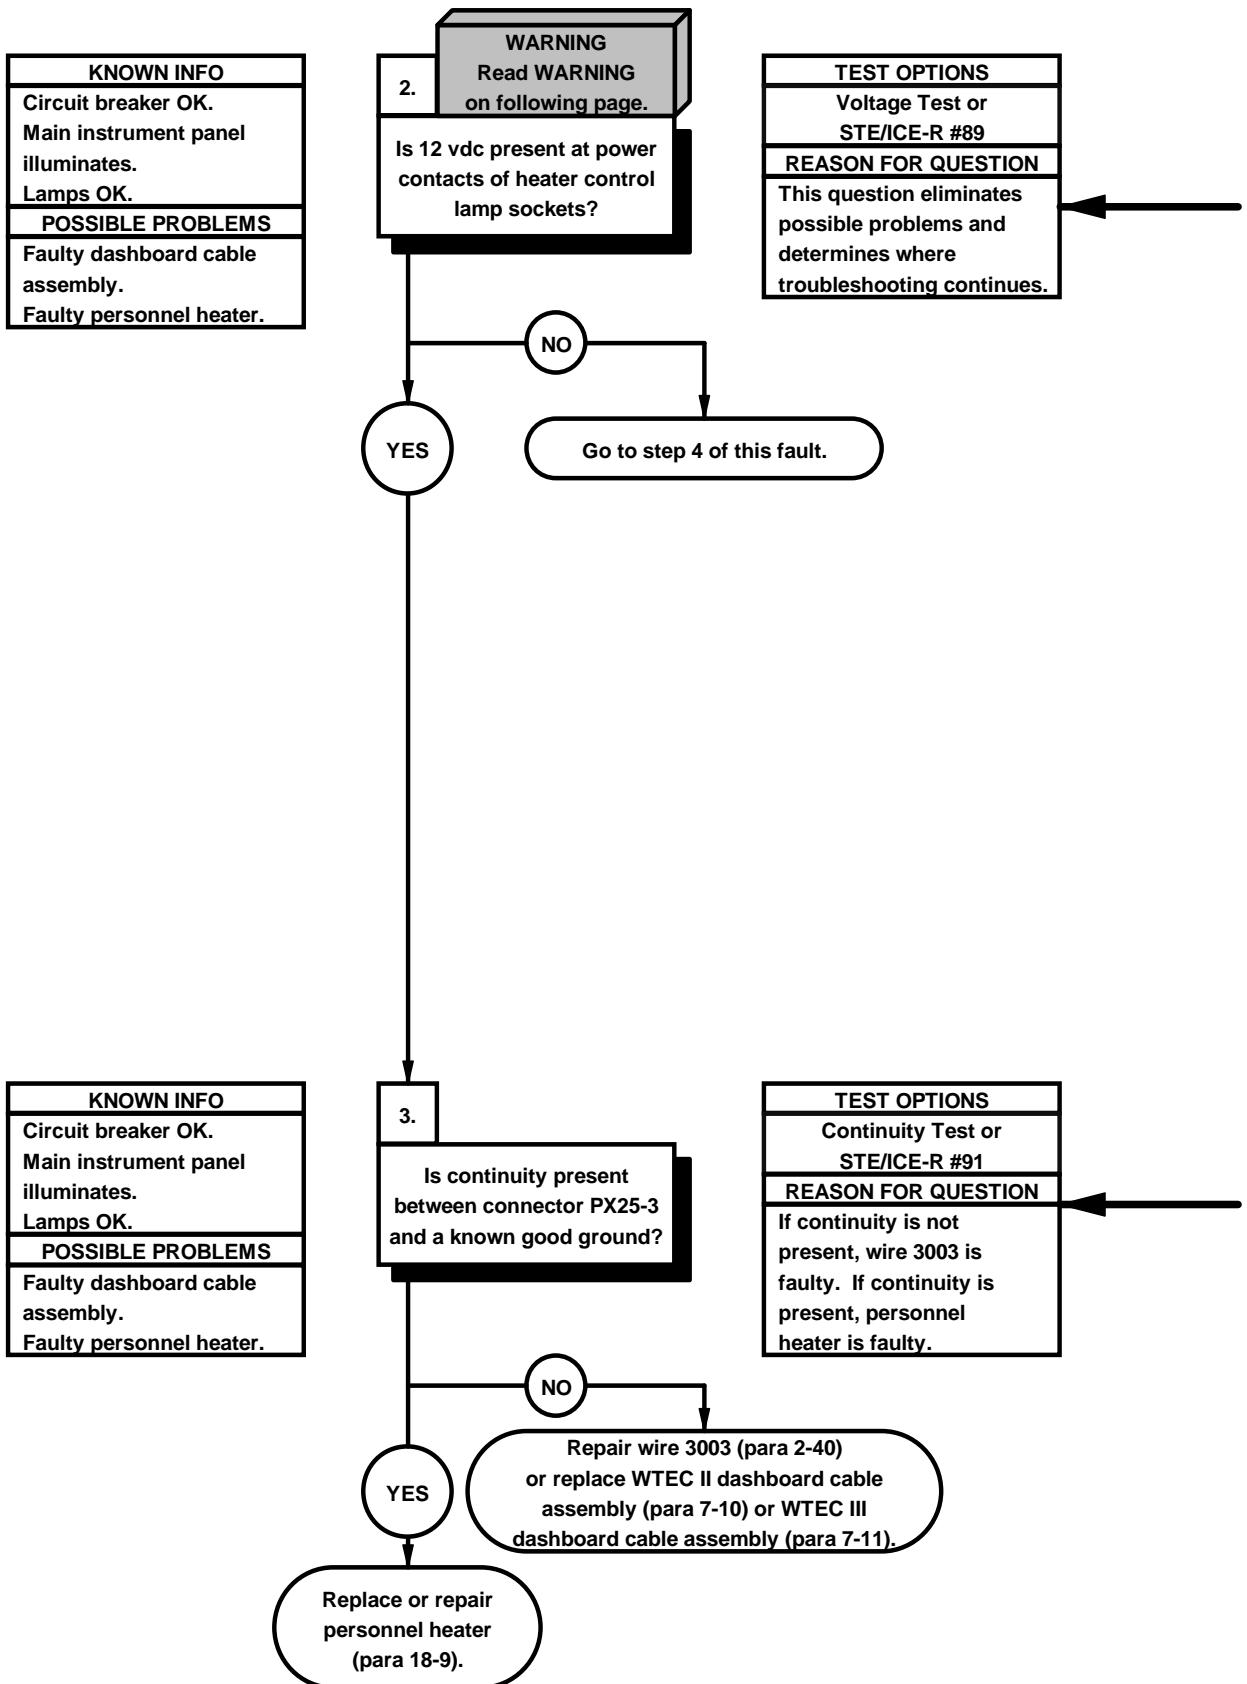 KNOWN INFO
Circuit breaker OK.
Main instrument panel
illuminates.
Lamps OK.
POSSIBLE PROBLEMS
Faulty dashboard cable
assembly.
Faulty personnel heater.
WARNING
Read WARNING
on following page.
2.
Is 12 vdc present at power
contacts of heater control
lamp sockets?
TEST OPTIONS
Voltage Test or
STE/ICE-R #89
REASON FOR QUESTION
This question eliminates
possible problems and
determines where
troubleshooting continues.
NO
YES
Go to step 4 of this fault.
KNOWN INFO
Circuit breaker OK.
Main instrument panel
illuminates.
Lamps OK.
POSSIBLE PROBLEMS
Faulty dashboard cable
assembly.
Faulty personnel heater.
3.
Is continuity present
between connector PX25-3
and a known good ground?
TEST OPTIONS
Continuity Test or
STE/ICE-R #91
REASON FOR QUESTION
If continuity is not
present, wire 3003 is
faulty.  If continuity is
present, personnel
heater is faulty.
NO
YES
Repair wire 3003 (para 2-40)
or replace WTEC II dashboard cable
assembly (para 7-10) or WTEC III
dashboard cable assembly (para 7-11).
Replace or repair
personnel heater
(para 18-9).